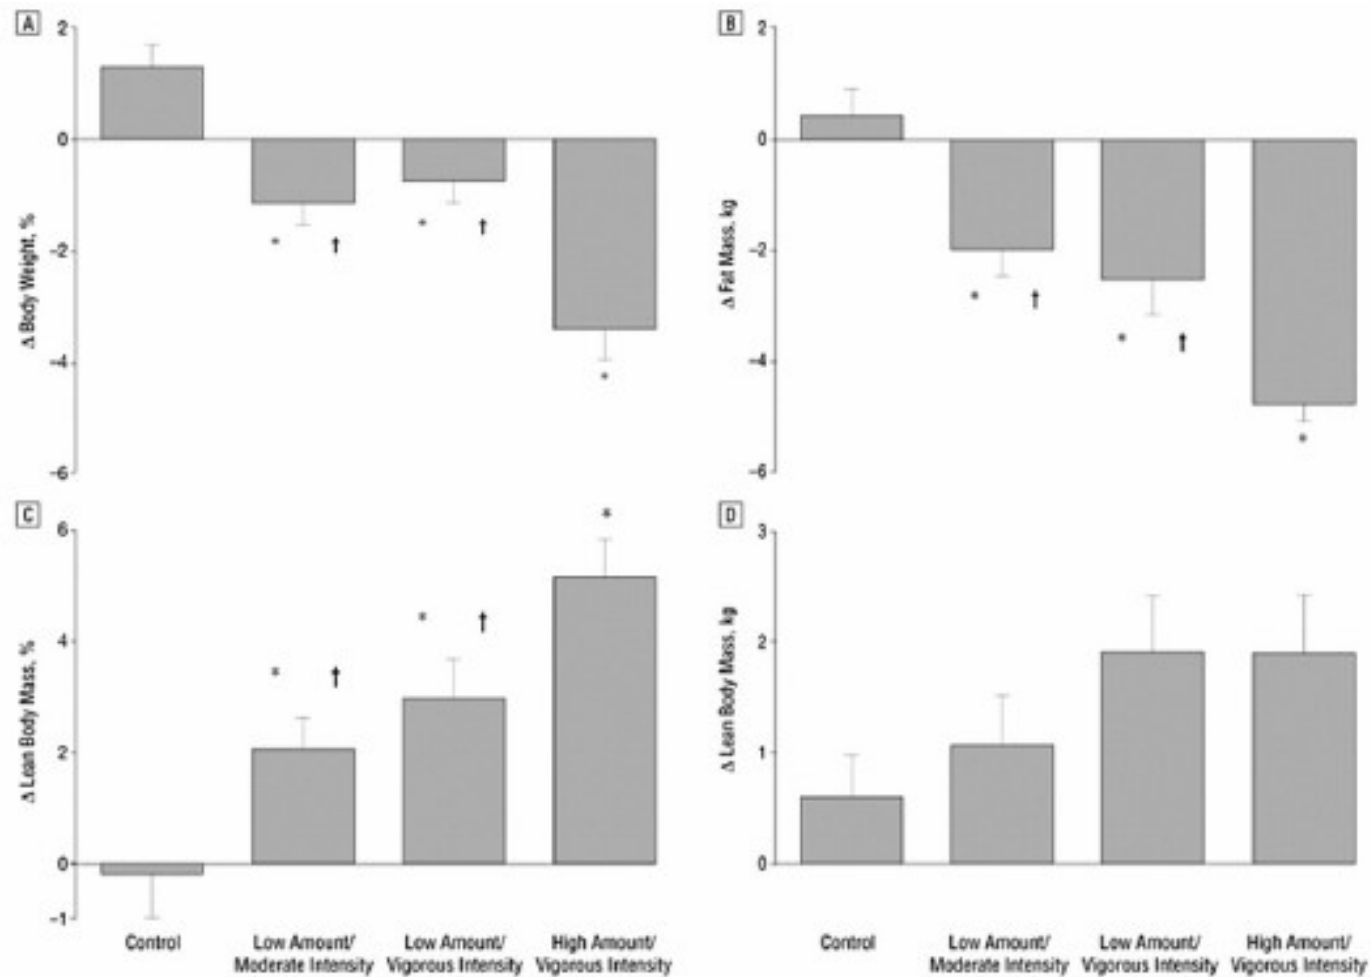 A
2
0
−2
−4
−6
Δ Body Weight, %
*
†
*
†
*
B
2
0
−2
−4
−6
Δ Fat Mass, kg
*
†
*
†
*
C
6
4
2
0
−1
Δ Lean Body Mass, %
*
†
*
†
*
Control
Low Amount/
Moderate Intensity
Low Amount/
Vigorous Intensity
High Amount/
Vigorous Intensity
D
3
2
1
0
Δ Lean Body Mass, kg
Control
Low Amount/
Moderate Intensity
Low Amount/
Vigorous Intensity
High Amount/
Vigorous Intensity